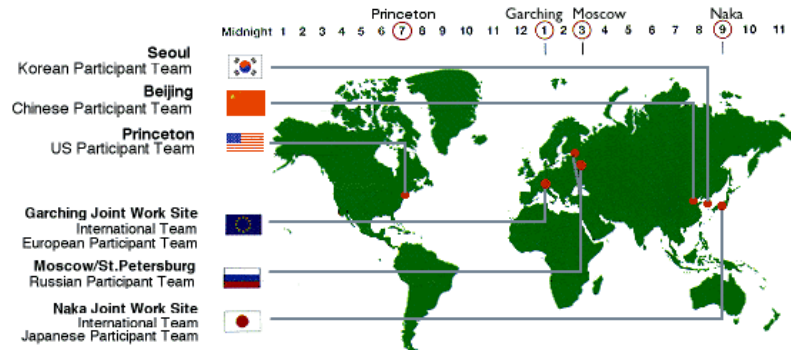 Princeton Garching Moscow Naka
Midnight 1 2 3 4 5 6 7 8 9 10 11 12 1 2 3 4 5 6 7 8 9 10 11
Seoul
Korean Participant Team
Beijing
Chinese Participant Team
Princeton
US Participant Team
Garching Joint Work Site
International Team
European Participant Team
Moscow/St.Petersburg
Russian Participant Team
Naka Joint Work Site
International Team
Japanese Participant Team